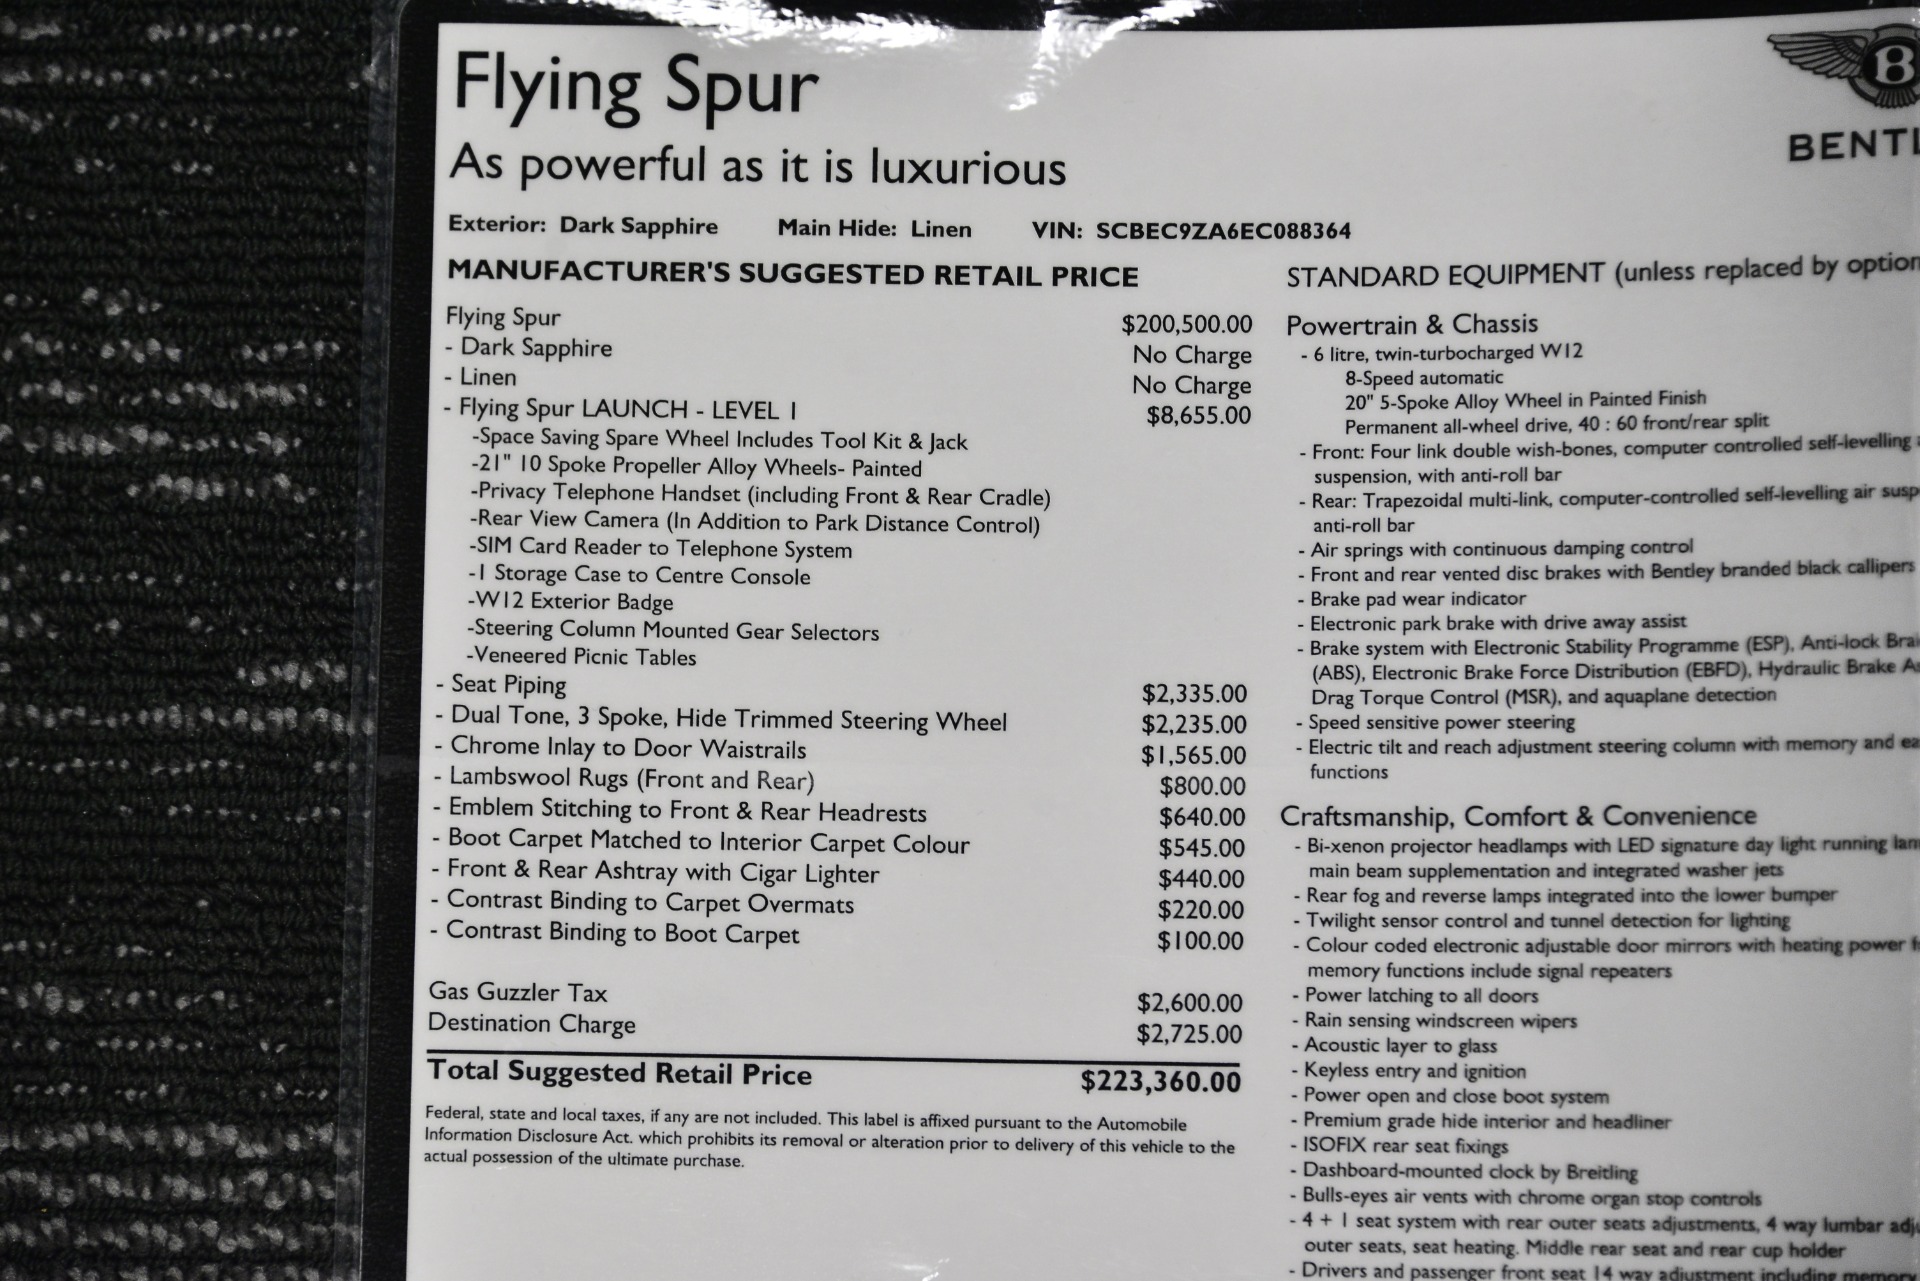 Flying Spur
As powerful as it is luxurious
BENTL
Exterior: Dark Sapphire Main Hide: Linen VIN: SCBEC9ZA6EC088364
MANUFACTURER'S SUGGESTED RETAIL PRICE
Flying Spur $200,500.00
- Dark Sapphire No Charge
- Linen No Charge
- Flying Spur LAUNCH - LEVEL 1 $8,655.00
-Space Saving Spare Wheel Includes Tool Kit & Jack
-21" 10 Spoke Propeller Alloy Wheels- Painted
-Privacy Telephone Handset (including Front & Rear Cradle)
-Rear View Camera (In Addition to Park Distance Control)
-SIM Card Reader to Telephone System
-1 Storage Case to Centre Console
-W12 Exterior Badge
-Steering Column Mounted Gear Selectors
-Veneered Picnic Tables
- Seat Piping $2,335.00
- Dual Tone, 3 Spoke, Hide Trimmed Steering Wheel $2,235.00
- Chrome Inlay to Door Waistrails $1,565.00
- Lambswool Rugs (Front and Rear) $800.00
- Emblem Stitching to Front & Rear Headrests $640.00
- Boot Carpet Matched to Interior Carpet Colour $545.00
- Front & Rear Ashtray with Cigar Lighter $440.00
- Contrast Binding to Carpet Overmats $220.00
- Contrast Binding to Boot Carpet $100.00
Gas Guzzler Tax $2,600.00
Destination Charge $2,725.00
Total Suggested Retail Price $223,360.00
Federal, state and local taxes, if any are not included. This label is affixed pursuant to the Automobile
Information Disclosure Act. which prohibits its removal or alteration prior to delivery of this vehicle to the
actual possession of the ultimate purchase.
STANDARD EQUIPMENT (unless replaced by option
Powertrain & Chassis
- 6 litre, twin-turbocharged W12
8-Speed automatic
20" 5-Spoke Alloy Wheel in Painted Finish
Permanent all-wheel drive, 40 : 60 front/rear split
- Front: Four link double wish-bones, computer controlled self-levelling
suspension, with anti-roll bar
- Rear: Trapezoidal multi-link, computer-controlled self-levelling air susp
anti-roll bar
- Air springs with continuous damping control
- Front and rear vented disc brakes with Bentley branded black callipers
- Brake pad wear indicator
- Electronic park brake with drive away assist
- Brake system with Electronic Stability Programme (ESP), Anti-lock Bra
(ABS), Electronic Brake Force Distribution (EBFD), Hydraulic Brake A
Drag Torque Control (MSR), and aquaplane detection
- Speed sensitive power steering
- Electric tilt and reach adjustment steering column with memory and ea
functions
Craftsmanship, Comfort & Convenience
- Bi-xenon projector headlamps with LED signature day light running lam
main beam supplementation and integrated washer jets
- Rear fog and reverse lamps integrated into the lower bumper
- Twilight sensor control and tunnel detection for lighting
- Colour coded electronic adjustable door mirrors with heating power f
memory functions include signal repeaters
- Power latching to all doors
- Rain sensing windscreen wipers
- Acoustic layer to glass
- Keyless entry and ignition
- Power open and close boot system
- Premium grade hide interior and headliner
- ISOFIX rear seat fixings
- Dashboard-mounted clock by Breitling
- Bulls-eyes air vents with chrome organ stop controls
- 4 + 1 seat system with rear outer seats adjustments, 4 way lumbar adj
outer seats, seat heating. Middle rear seat and rear cup holder
- Drivers and passenger front seat 14 way adjustment including memor